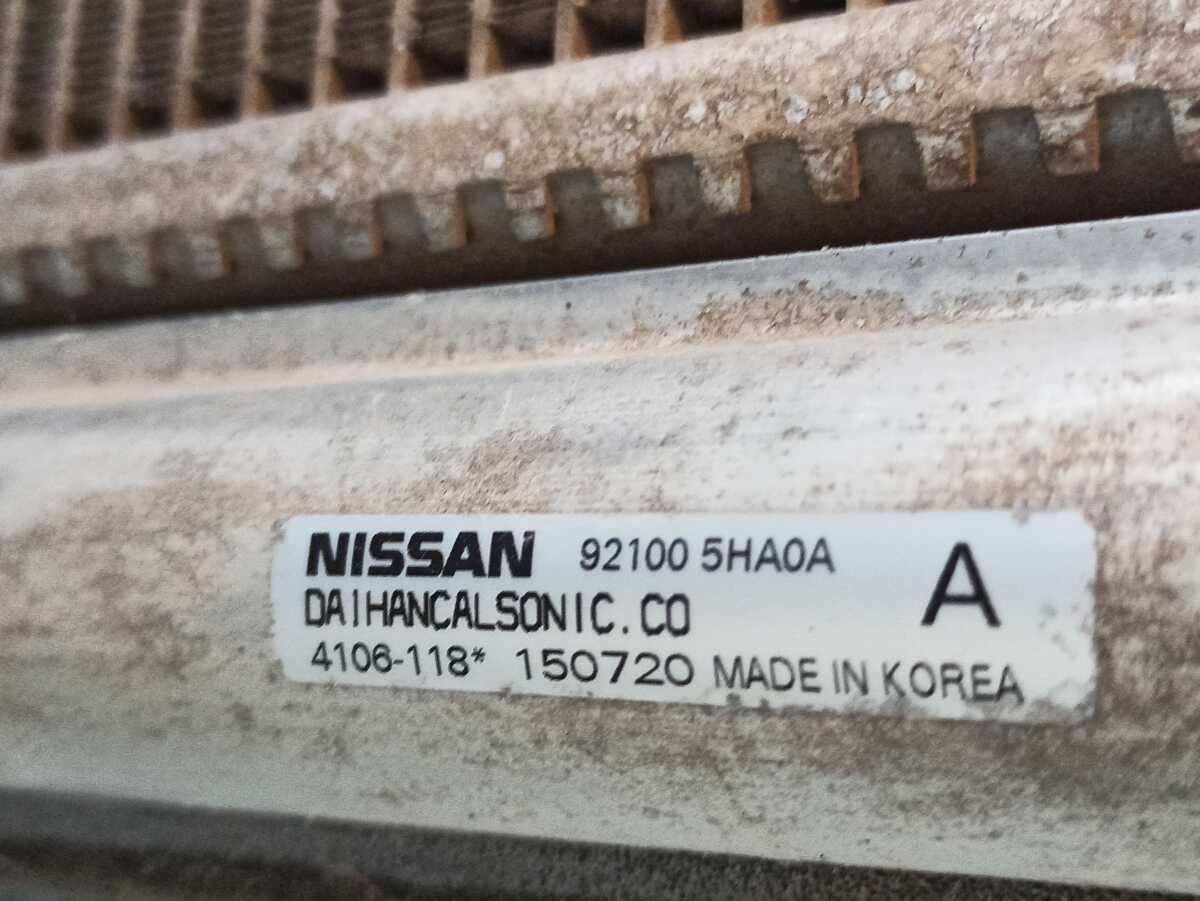 NISSAN 92100 5HA0A A
DAIHANCALSONIC.CO
4106-118* 150720 MADE IN KOREA